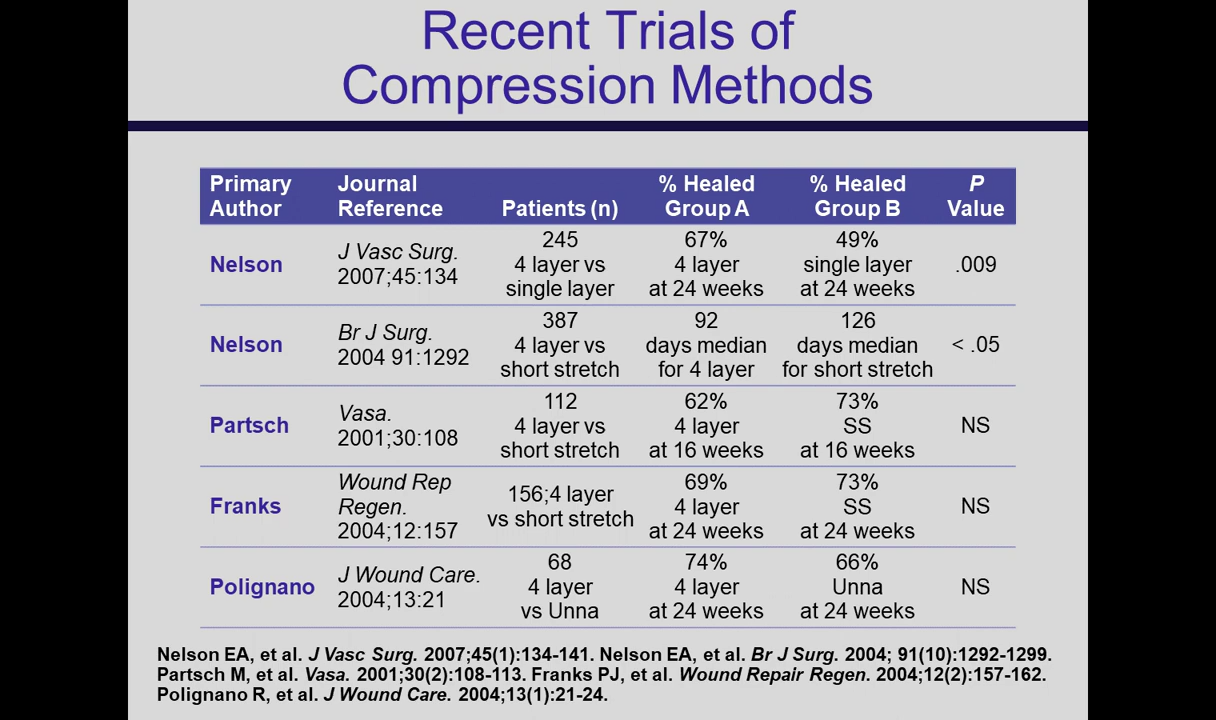 Recent Trials of
Compression Methods
Primary Author | Journal Reference | Patients (n) | % Healed Group A | % Healed Group B | P Value
Nelson | J Vasc Surg. 2007;45:134 | 245 4 layer vs single layer | 67% 4 layer at 24 weeks | 49% single layer at 24 weeks | .009
Nelson | Br J Surg. 2004 91:1292 | 387 4 layer vs short stretch | 92 days median for 4 layer | 126 days median for short stretch | < .05
Partsch | Vasa. 2001;30:108 | 112 4 layer vs short stretch | 62% 4 layer at 16 weeks | 73% SS at 16 weeks | NS
Franks | Wound Rep Regen. 2004;12:157 | 156;4 layer vs short stretch | 69% 4 layer at 24 weeks | 73% SS at 24 weeks | NS
Polignano | J Wound Care. 2004;13:21 | 68 4 layer vs Unna | 74% 4 layer at 24 weeks | 66% Unna at 24 weeks | NS
Nelson EA, et al. J Vasc Surg. 2007;45(1):134-141. Nelson EA, et al. Br J Surg. 2004; 91(10):1292-1299.
Partsch M, et al. Vasa. 2001;30(2):108-113. Franks PJ, et al. Wound Repair Regen. 2004;12(2):157-162.
Polignano R, et al. J Wound Care. 2004;13(1):21-24.